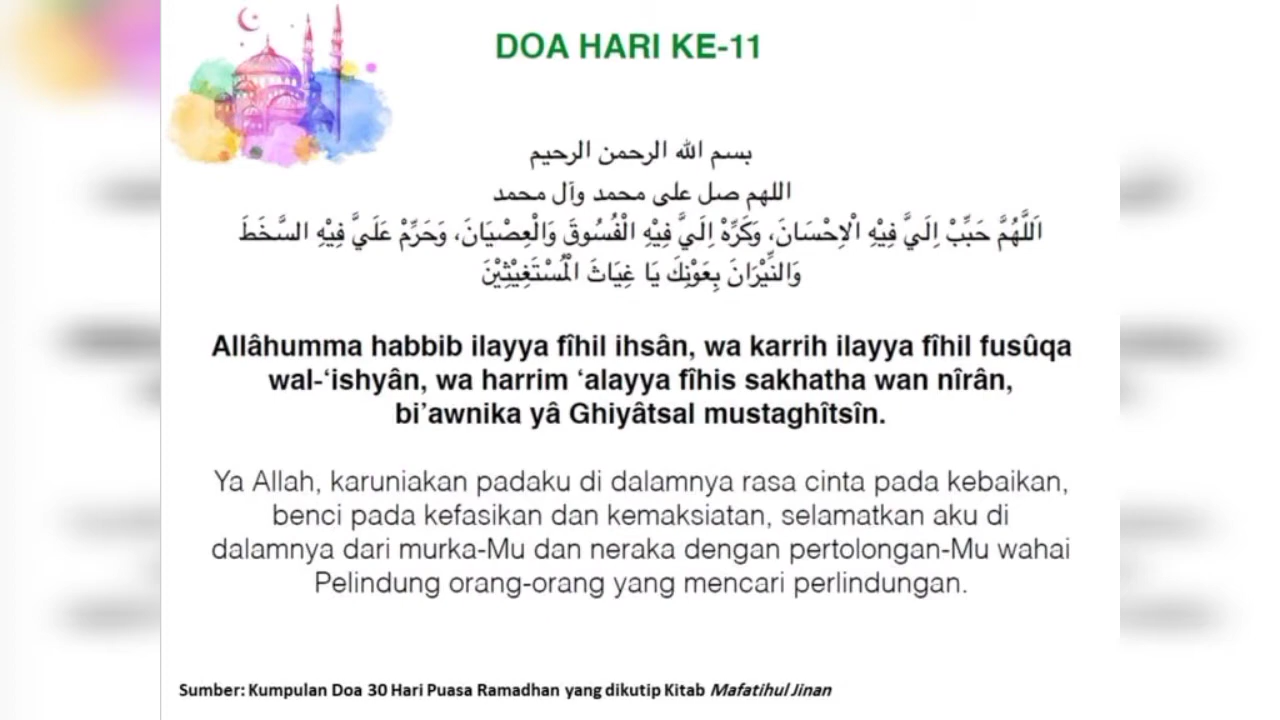 DOA HARI KE-11
بسم الله الرحمن الرحيم
اللهم صل على محمد وآل محمد
اَللَّهُمَّ حَبِّبْ اِلَيَّ فِيْهِ الْاِحْسَانَ، وَكَرِّهْ اِلَيَّ فِيْهِ الْفُسُوقَ وَالْعِصْيَانَ، وَحَرِّمْ عَلَيَّ فِيْهِ السَّخَطَ
وَالنِّيْرَانَ بِعَوْنِكَ يَا غِيَاثَ الْمُسْتَغِيْثِيْنَ
Allâhumma habbib ilayya fîhil ihsân, wa karrih ilayya fîhil fusûqa
wal-‘ishyân, wa harrim ‘alayya fîhis sakhatha wan nîrân,
bi’awnika yâ Ghiyâtsal mustaghîtsîn.
Ya Allah, karuniakan padaku di dalamnya rasa cinta pada kebaikan,
benci pada kefasikan dan kemaksiatan, selamatkan aku di
dalamnya dari murka-Mu dan neraka dengan pertolongan-Mu wahai
Pelindung orang-orang yang mencari perlindungan.
Sumber: Kumpulan Doa 30 Hari Puasa Ramadhan yang dikutip Kitab Mafatihul Jinan